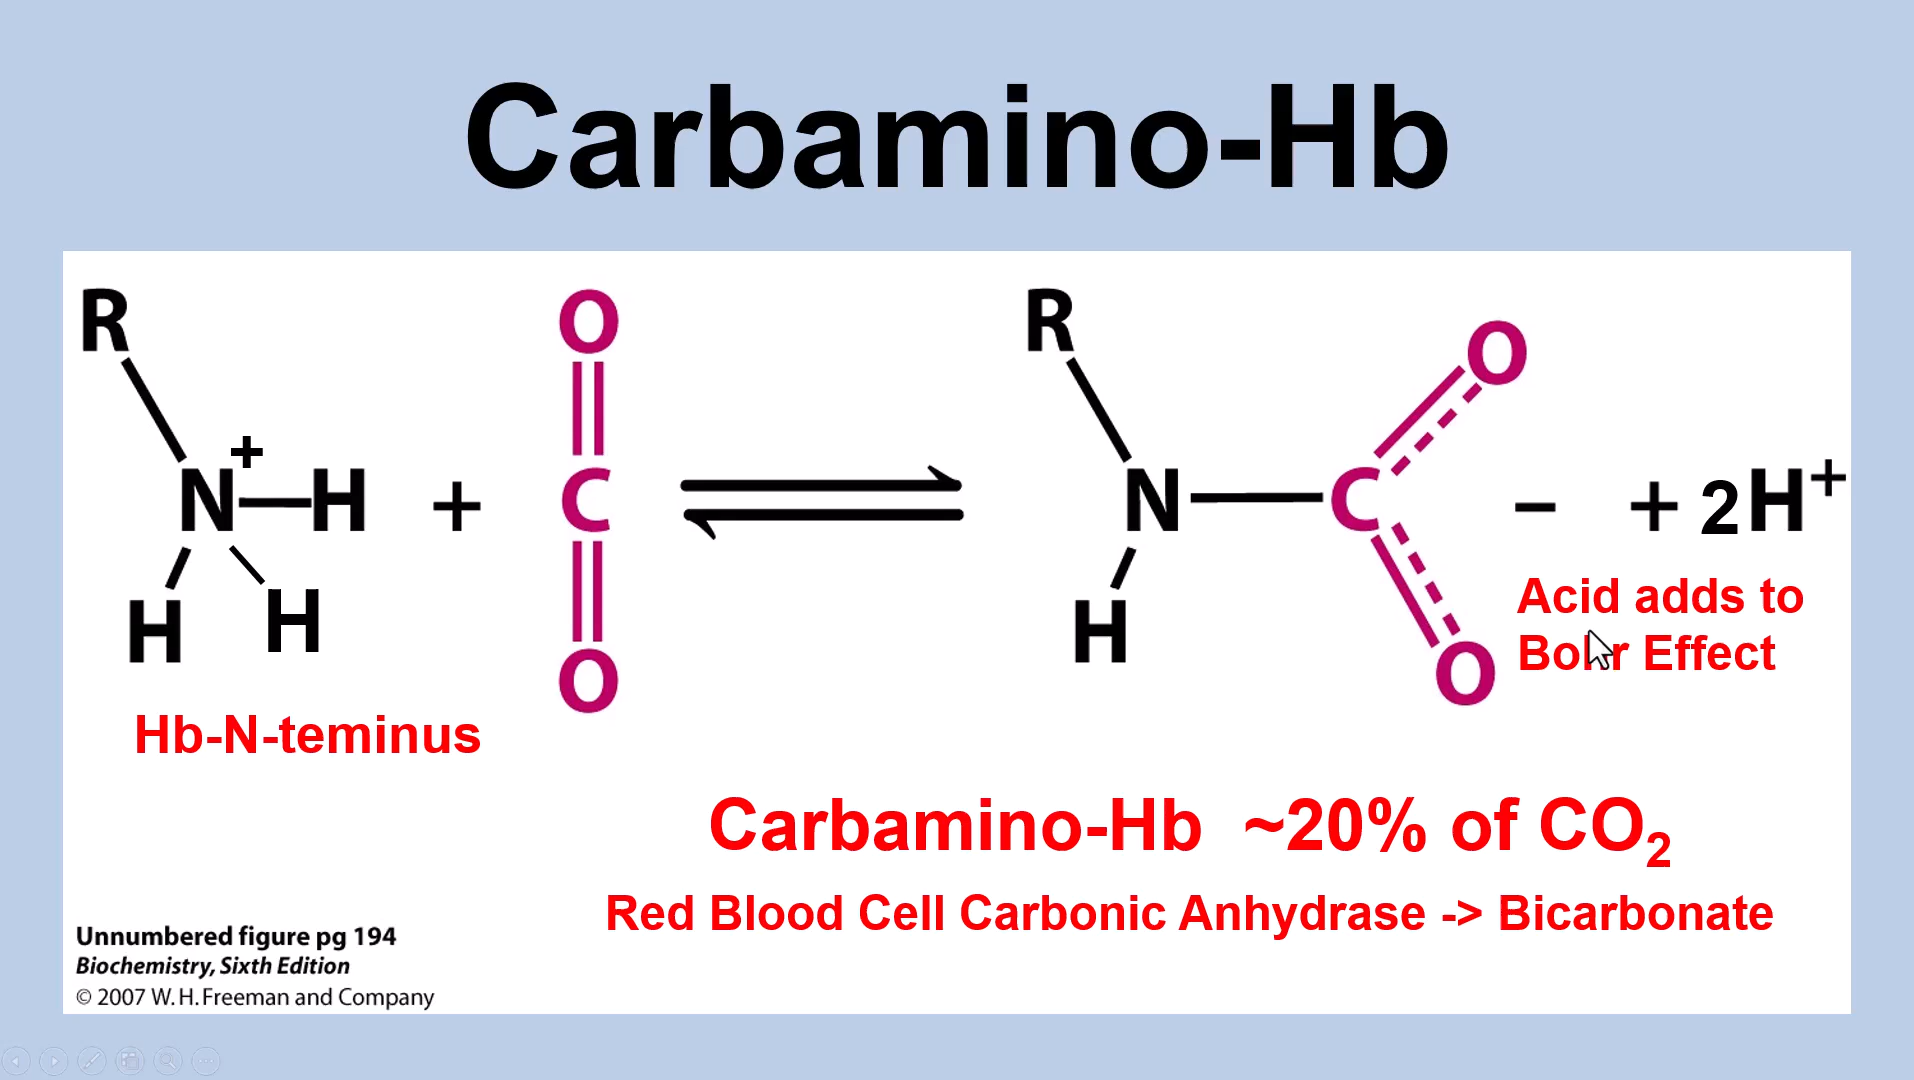 Carbamino-Hb
R
N+
H
H
H
+
O
C
O
R
N
H
C
O
O
−
+ 2H+
Acid adds to
Bohr Effect
Hb-N-teminus
Carbamino-Hb ~20% of CO2
Red Blood Cell Carbonic Anhydrase -> Bicarbonate
Unnumbered figure pg 194
Biochemistry, Sixth Edition
© 2007 W. H. Freeman and Company